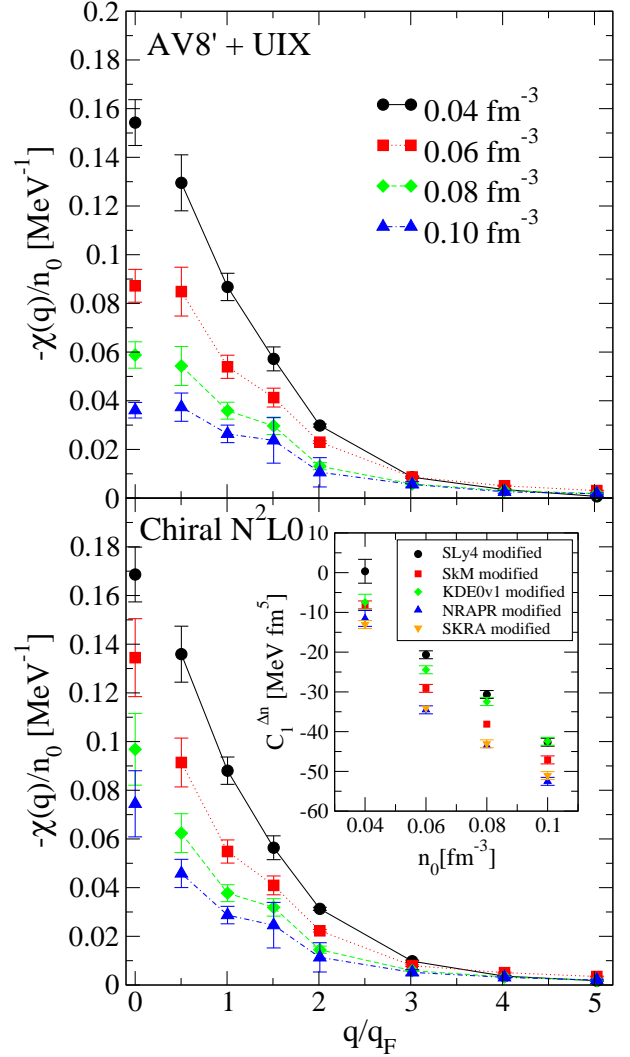 AV8' + UIX
0.2
0.18
0.16
0.14
0.12
0.1
0.08
0.06
0.04
0.02
0
-χ(q)/n₀ [MeV⁻¹]
0.04 fm⁻³
0.06 fm⁻³
0.08 fm⁻³
0.10 fm⁻³
Chiral N²L0
0.18
0.16
0.14
0.12
0.1
0.08
0.06
0.04
0.02
0
-χ(q)/n₀ [MeV⁻¹]
0 1 2 3 4 5
q/q_F
SLy4 modified
SkM modified
KDE0v1 modified
NRAPR modified
SKRA modified
10
0
-10
-20
-30
-40
-50
-60
C₁^Δn [MeV fm⁵]
0.04 0.06 0.08 0.1
n₀[fm⁻³]